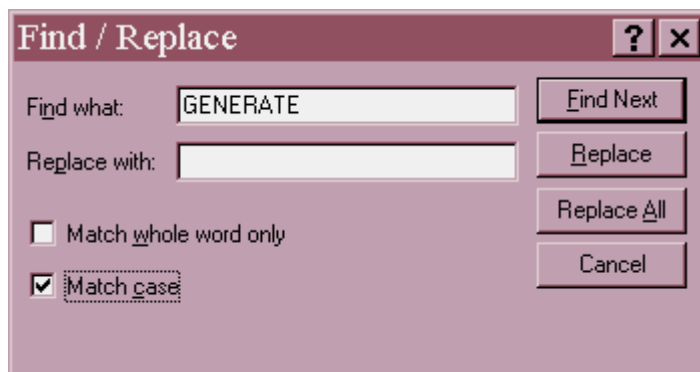 Find / Replace
Find what: GENERATE
Find Next
Replace with:
Replace
Replace All
Match whole word only
Cancel
Match case